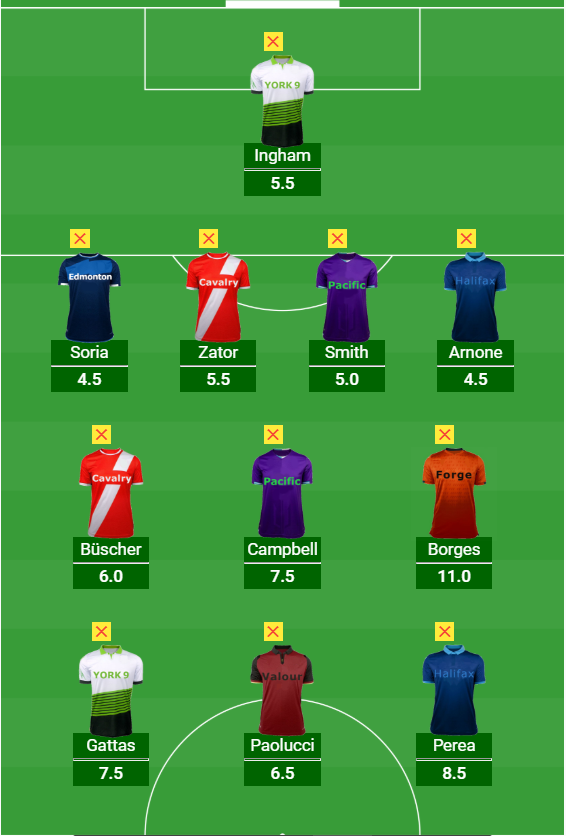 YORK 9
Ingham
5.5
Edmonton
Cavalry
Pacific
Halifax
Soria
Zator
Smith
Arnone
4.5
5.5
5.0
4.5
Cavalry
Pacific
Forge
Büscher
Campbell
Borges
6.0
7.5
11.0
YORK 9
Valour
Halifax
Gattas
Paolucci
Perea
7.5
6.5
8.5